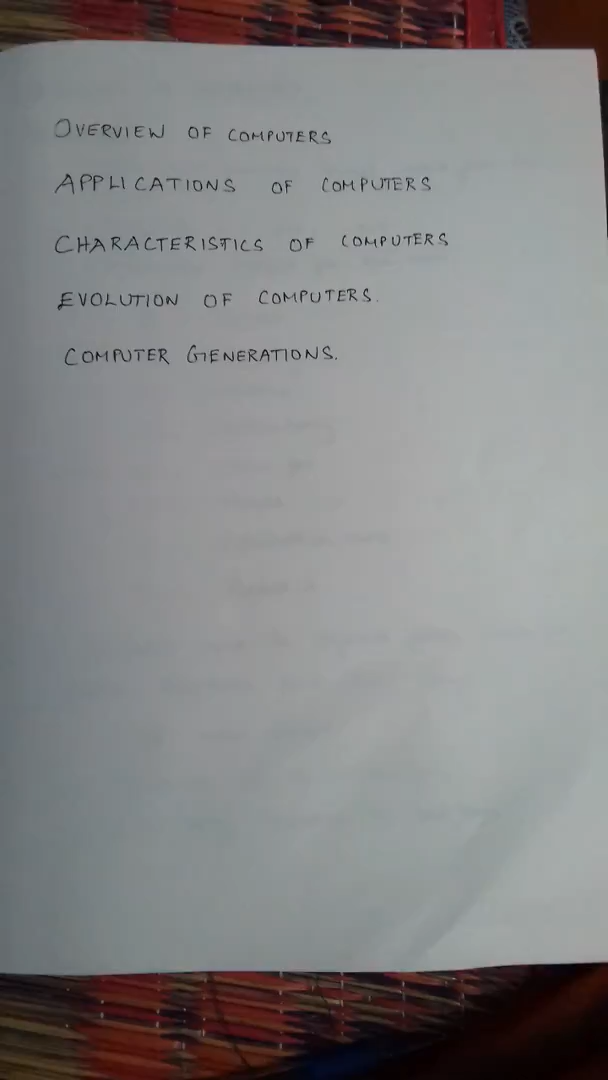 OVERVIEW OF COMPUTERS
APPLICATIONS OF COMPUTERS
CHARACTERISTICS OF COMPUTERS
EVOLUTION OF COMPUTERS.
COMPUTER GENERATIONS.